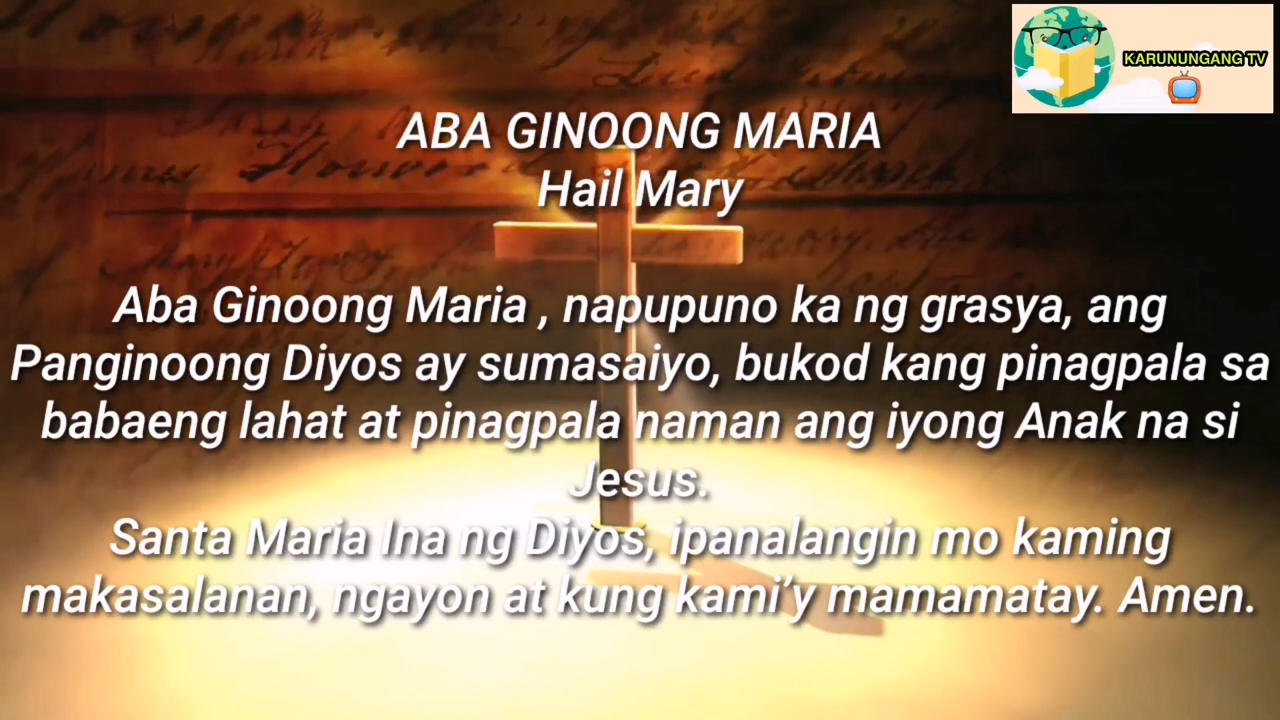 KARUNUNGANG TV
ABA GINOONG MARIA
Hail Mary
Aba Ginoong Maria , napupuno ka ng grasya, ang
Panginoong Diyos ay sumasaiyo, bukod kang pinagpala sa
babaeng lahat at pinagpala naman ang iyong Anak na si
Jesus.
Santa Maria Ina ng Diyos, ipanalangin mo kaming
makasalanan, ngayon at kung kami’y mamamatay. Amen.